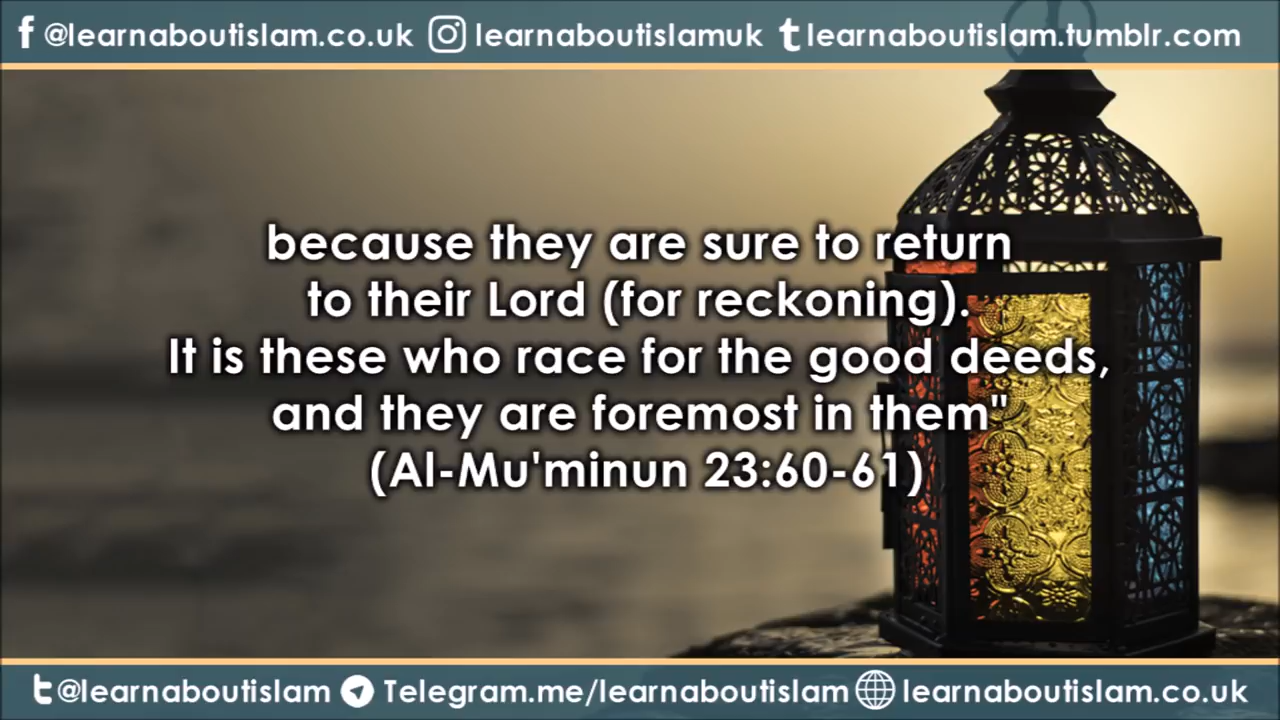 @learnaboutislam.co.uk learnaboutislamuk learnaboutislam.tumblr.com
because they are sure to return
to their Lord (for reckoning).
It is these who race for the good deeds,
and they are foremost in them"
(Al-Mu'minun 23:60-61)
@learnaboutislam Telegram.me/learnaboutislam learnaboutislam.co.uk